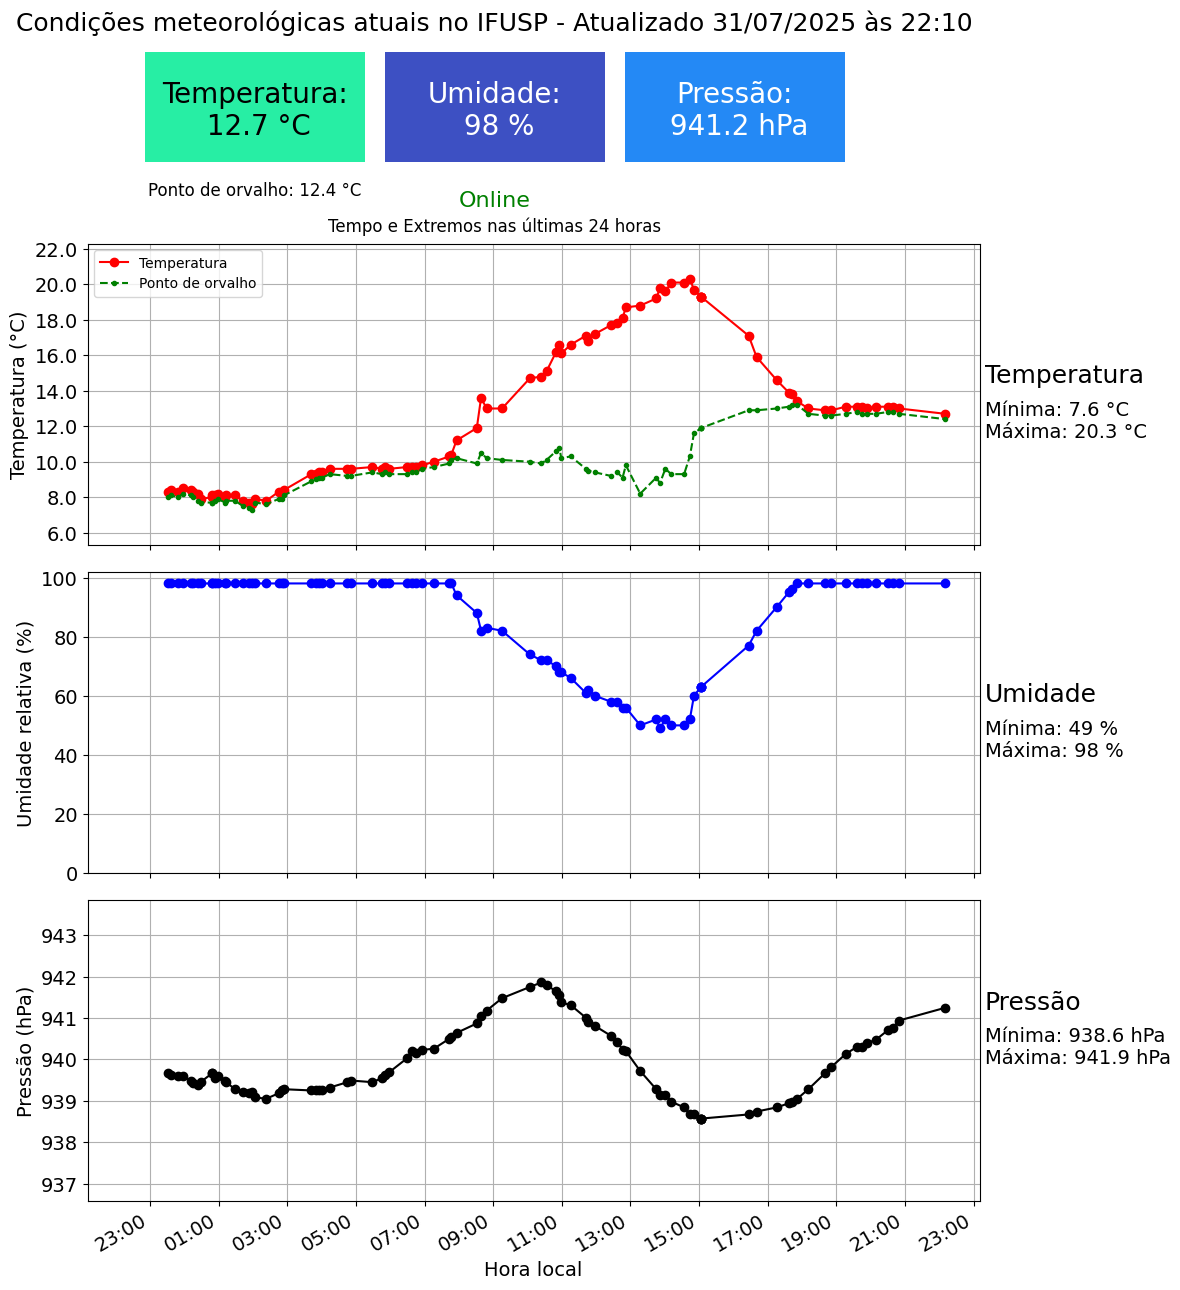 Condições meteorológicas atuais no IFUSP - Atualizado 31/07/2025 às 22:10
Temperatura:
12.7 °C
Umidade:
98 %
Pressão:
941.2 hPa
Ponto de orvalho: 12.4 °C
Online
Tempo e Extremos nas últimas 24 horas
Temperatura (°C)
22.0
20.0
18.0
16.0
14.0
12.0
10.0
8.0
6.0
Temperatura
Ponto de orvalho
Temperatura
Mínima: 7.6 °C
Máxima: 20.3 °C
Umidade relativa (%)
100
80
60
40
20
0
Umidade
Mínima: 49 %
Máxima: 98 %
Pressão (hPa)
943
942
941
940
939
938
937
Pressão
Mínima: 938.6 hPa
Máxima: 941.9 hPa
23:00
01:00
03:00
05:00
07:00
09:00
11:00
13:00
15:00
17:00
19:00
21:00
23:00
Hora local